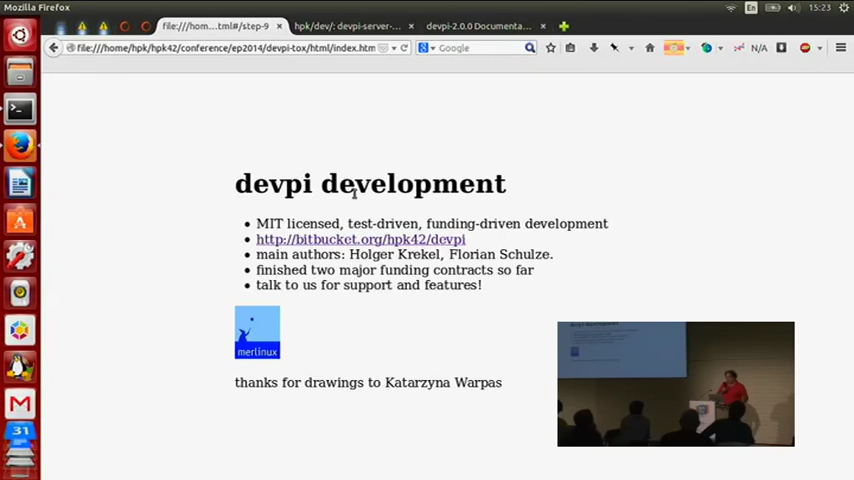 Mozilla Firefox
En
15:23
file:///hom...tml#/step-9
hpk/dev/: devpi-server-...
devpi-2.0.0 Documenta...
file:///home/hpk/hpk42/conference/ep2014/devpi-tox/html/index.htm
Google
N/A
devpi development
MIT licensed, test-driven, funding-driven development
http://bitbucket.org/hpk42/devpi
main authors: Holger Krekel, Florian Schulze.
finished two major funding contracts so far
talk to us for support and features!
merlinux
thanks for drawings to Katarzyna Warpas
31